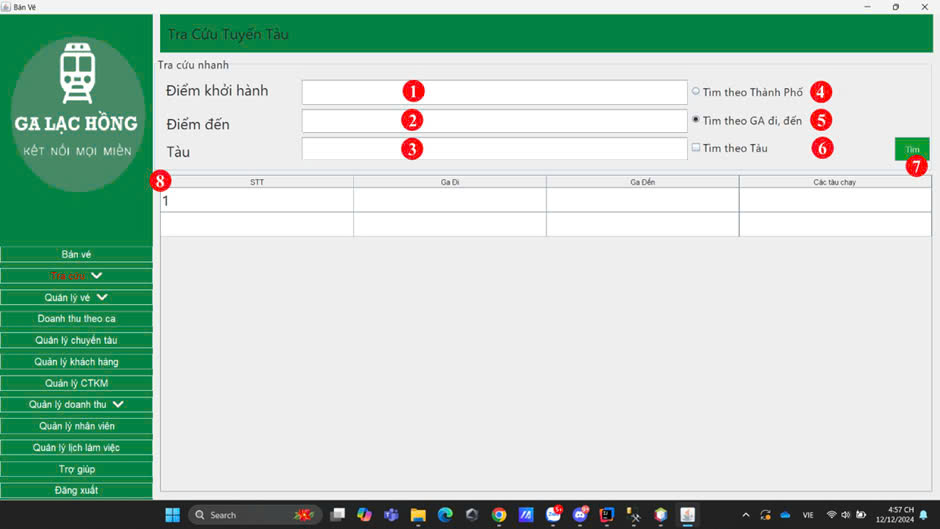 Bán Vé
GA LẠC HỒNG
KẾT NỐI MỌI MIỀN
Bán vé
Tra cứu
Quản lý vé
Doanh thu theo ca
Quản lý chuyến tàu
Quản lý khách hàng
Quản lý CTKM
Quản lý doanh thu
Quản lý nhân viên
Quản lý lịch làm việc
Trợ giúp
Đăng xuất
Tra Cứu Tuyến Tàu
Tra cứu nhanh
Điểm khởi hành 1 Tìm theo Thành Phố 4
Điểm đến 2 Tìm theo GA đi, đến 5
Tàu 3 Tìm theo Tàu 6 Tìm
7
8 STT Ga Đi Ga Đến Các tàu chạy
1
Search VIE 4:57 CH
12/12/2024